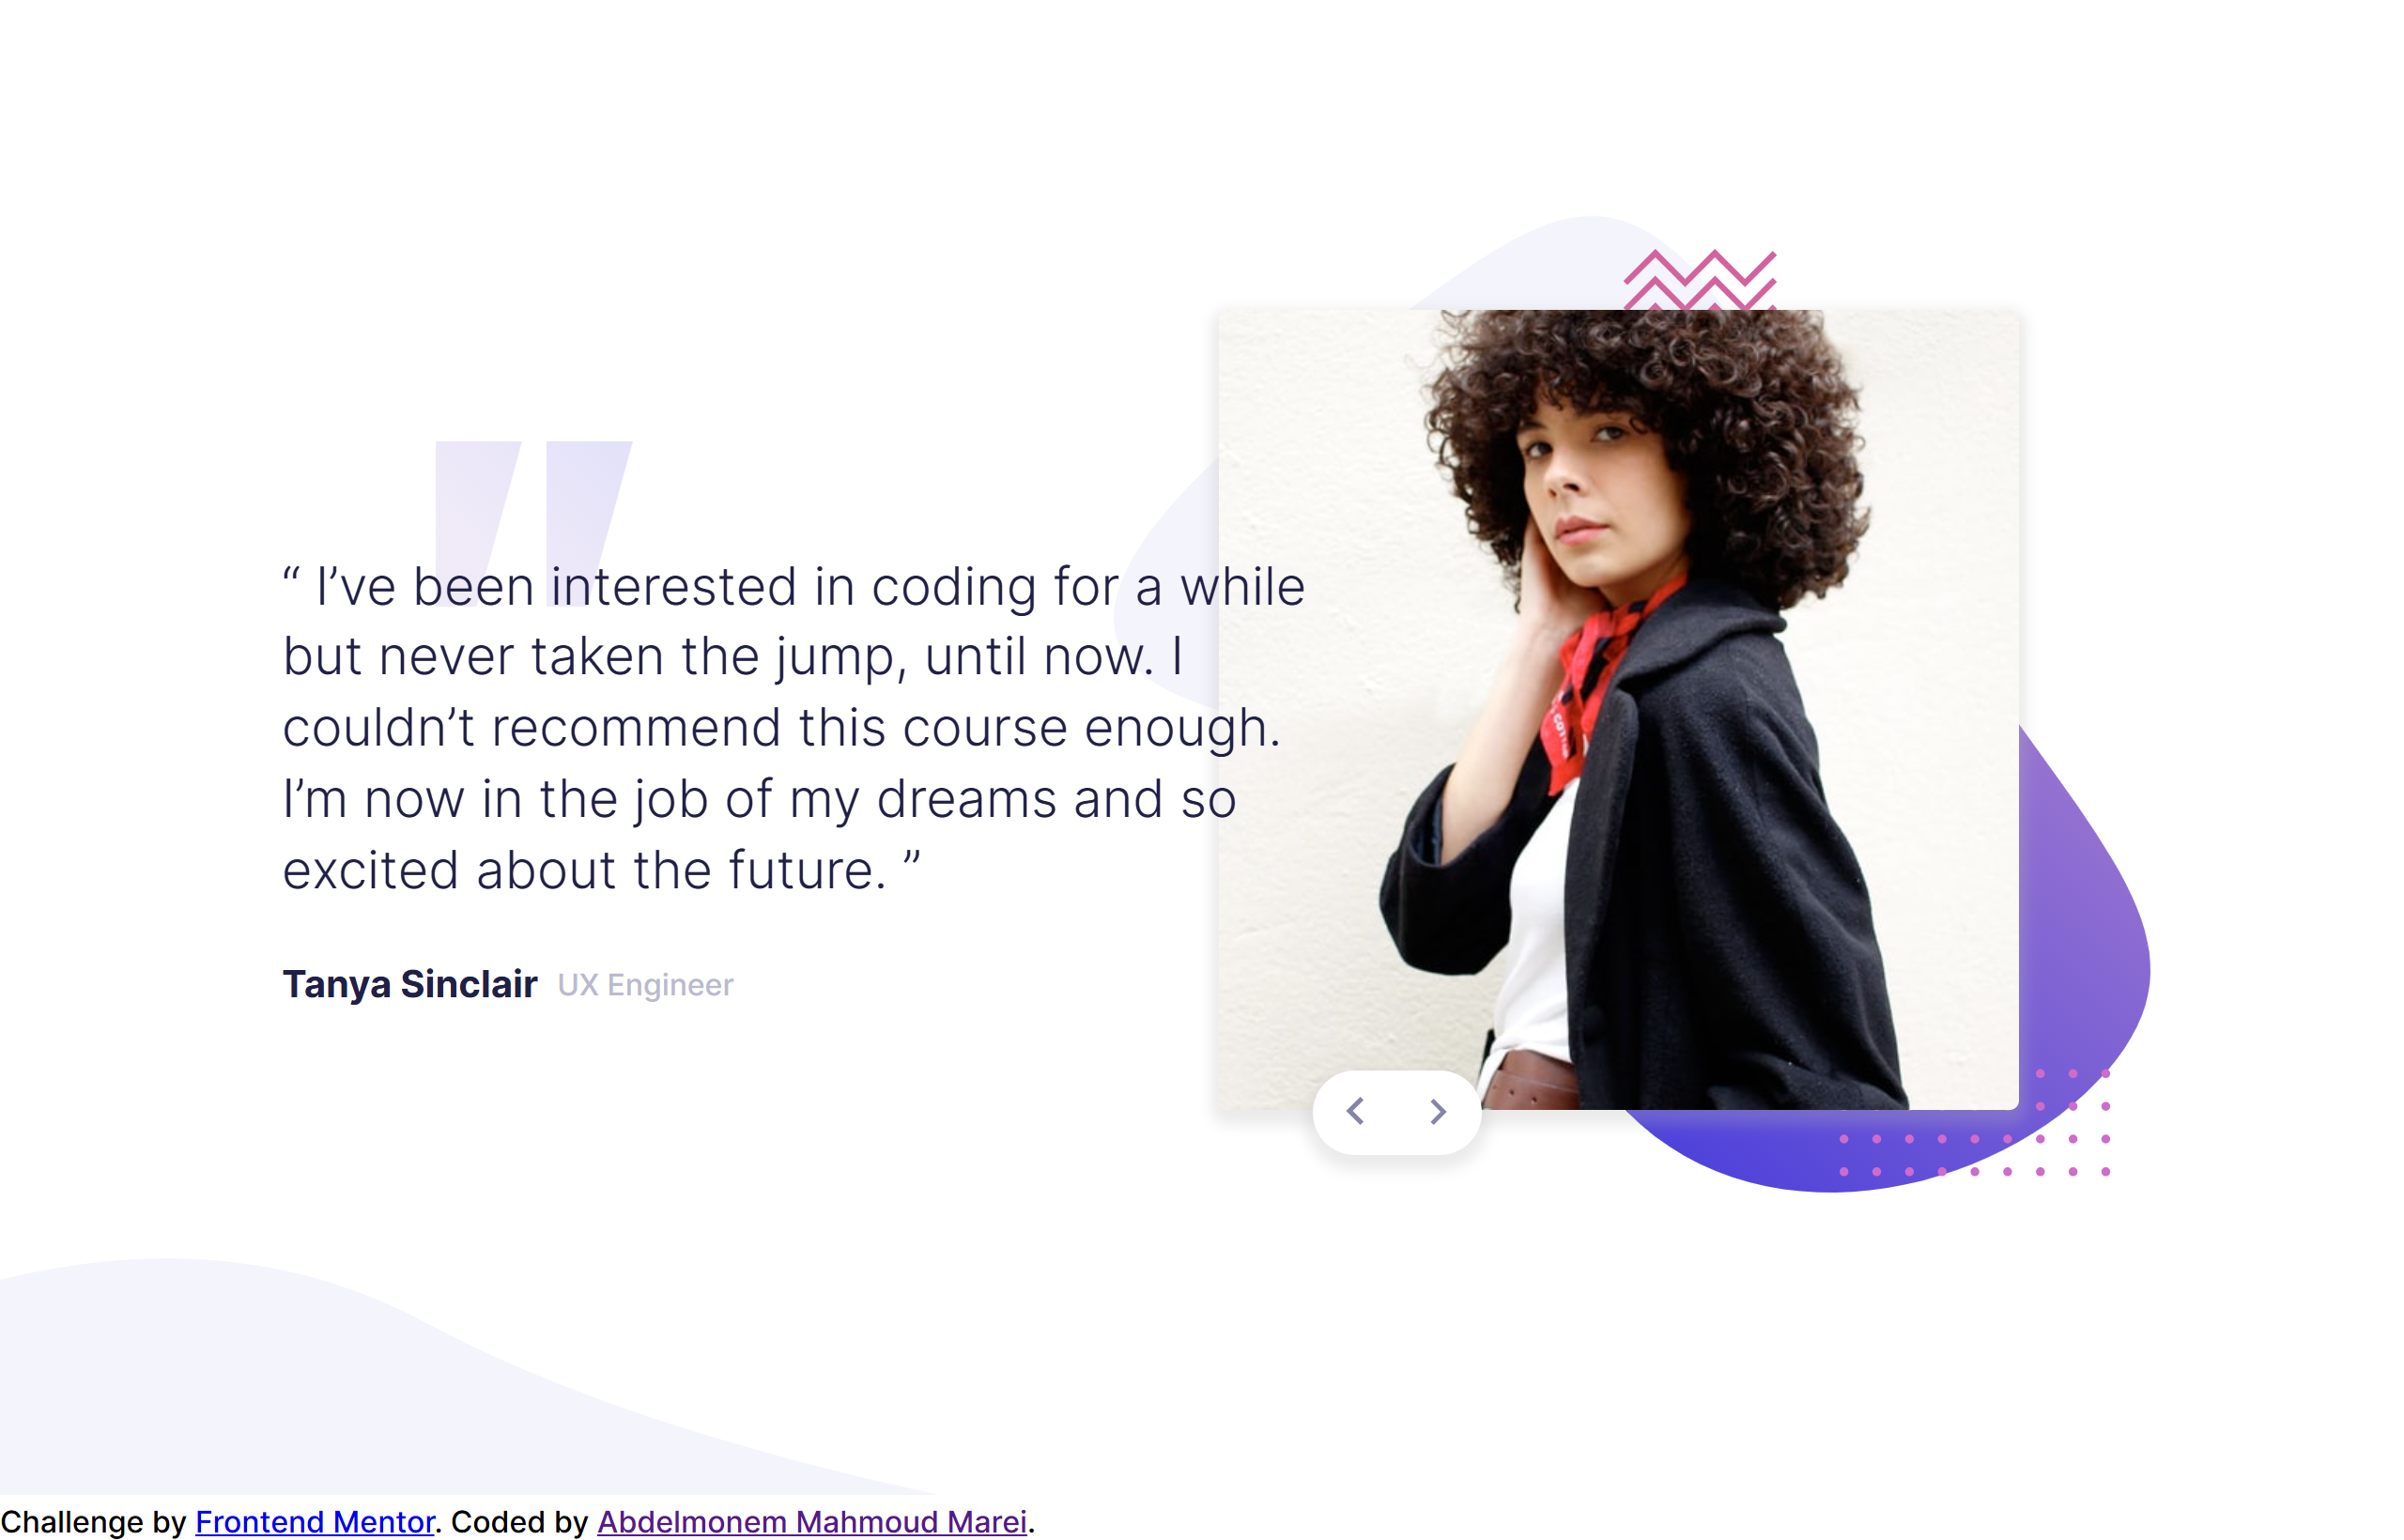 “ I’ve been interested in coding for a while
but never taken the jump, until now. I
couldn’t recommend this course enough.
I’m now in the job of my dreams and so
excited about the future. ”
Tanya Sinclair UX Engineer
Challenge by Frontend Mentor. Coded by Abdelmonem Mahmoud Marei.